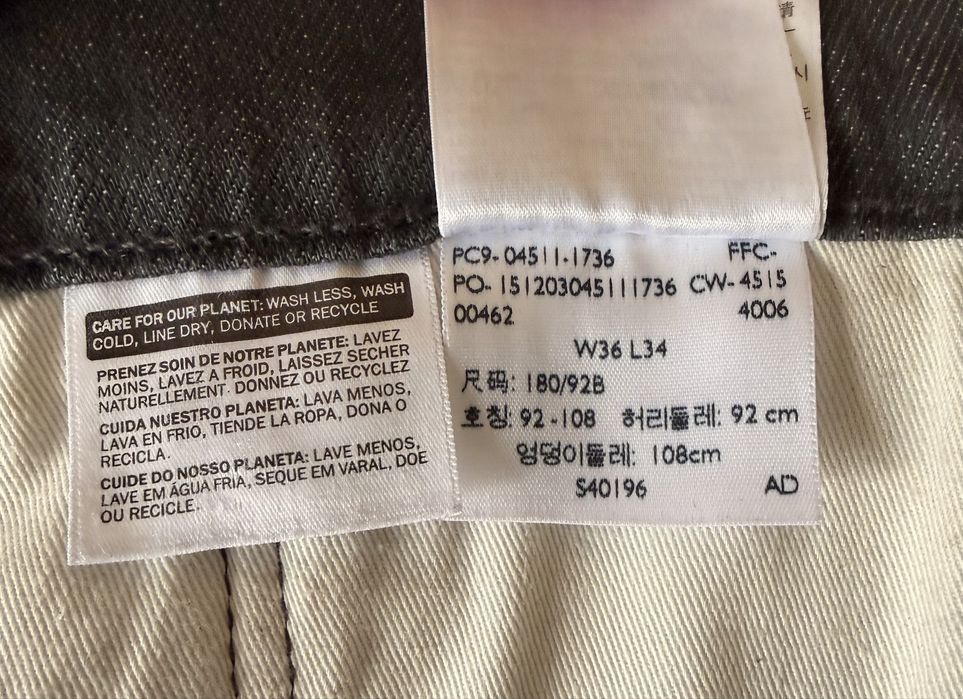 CARE FOR OUR PLANET: WASH LESS, WASH
COLD, LINE DRY, DONATE OR RECYCLE
PRENEZ SOIN DE NOTRE PLANETE: LAVEZ
MOINS, LAVEZ A FROID, LAISSEZ SECHER
NATURELLEMENT. DONNEZ OU RECYCLEZ
CUIDA NUESTRO PLANETA: LAVA MENOS,
LAVA EN FRIO, TIENDE LA ROPA, DONA O
RECICLA.
CUIDE DO NOSSO PLANETA: LAVE MENOS,
LAVE EM ÁGUA FRIA, SEQUE EM VARAL, DOE
OU RECICLE.
PC9-04511-1736 FFC-
PO-151203045111736 CW-4515
00462 4006
W36 L34
尺码: 180/92B
호칭: 92-108 허리둘레: 92 cm
엉덩이둘레: 108cm
S40196 AD